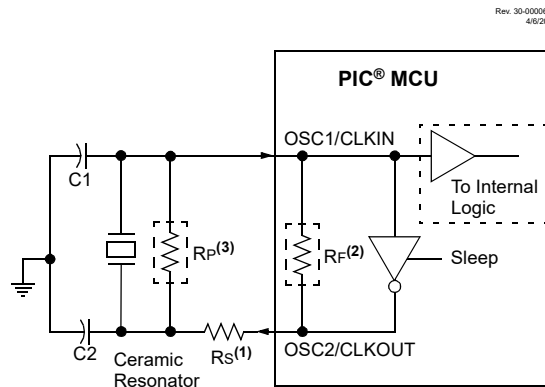 Rev. 30-00006
4/6/20
PIC® MCU
OSC1/CLKIN
C1
To Internal
Logic
RP(3)
RF(2)
Sleep
C2
Ceramic
Resonator
RS(1)
OSC2/CLKOUT